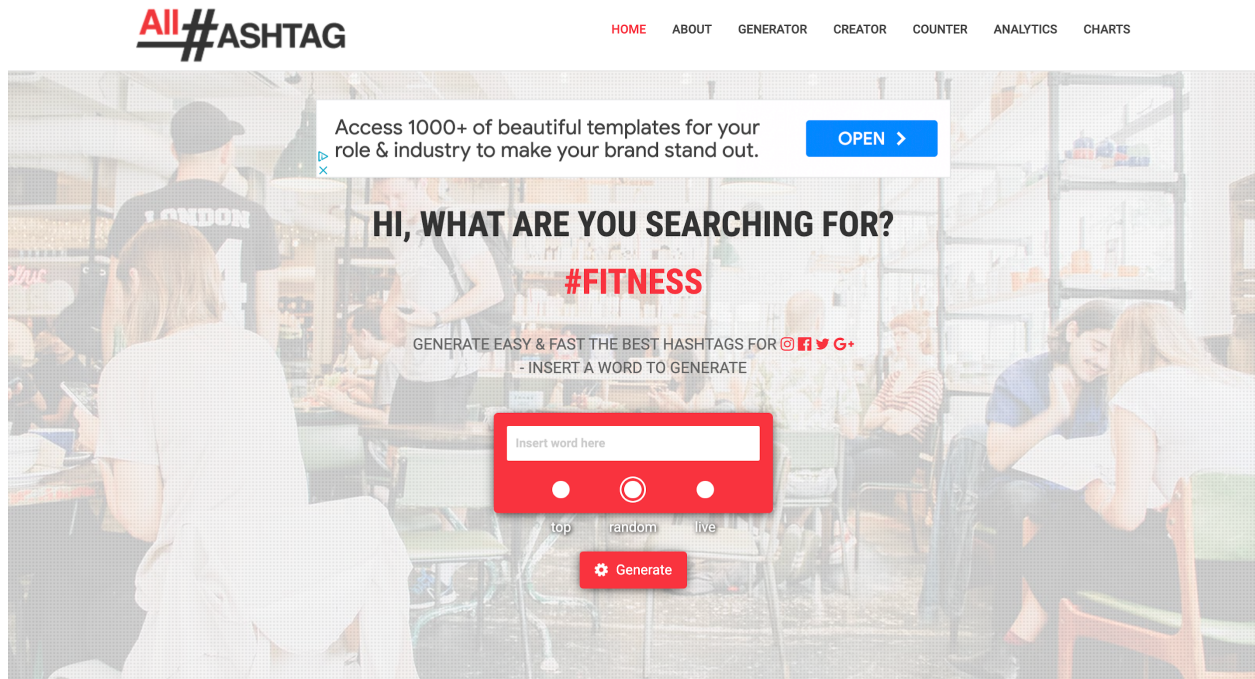 All#ASHTAG
HOME ABOUT GENERATOR CREATOR COUNTER ANALYTICS CHARTS
Access 1000+ of beautiful templates for your
role & industry to make your brand stand out.
OPEN
LONDON
HI, WHAT ARE YOU SEARCHING FOR?
#FITNESS
GENERATE EASY & FAST THE BEST HASHTAGS FOR
- INSERT A WORD TO GENERATE
Insert word here
top random live
Generate